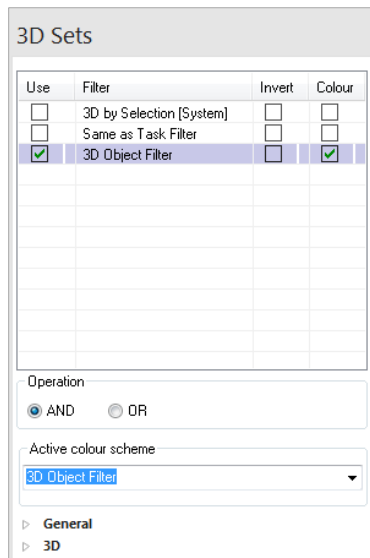 3D Sets
Use Filter Invert Colour
3D by Selection [System]
Same as Task Filter
3D Object Filter
Operation
AND OR
Active colour scheme
3D Object Filter
General
3D